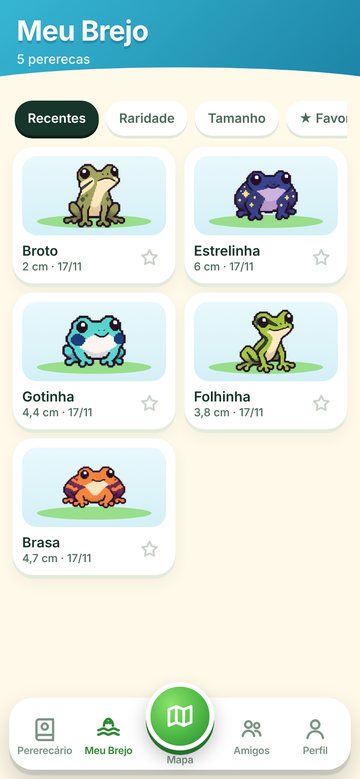 Meu Brejo
5 pererecas
Recentes
Raridade
Tamanho
★ Favor
Broto
2 cm · 17/11
Estrelinha
6 cm · 17/11
Gotinha
4,4 cm · 17/11
Folhinha
3,8 cm · 17/11
Brasa
4,7 cm · 17/11
Pererecário
Meu Brejo
Mapa
Amigos
Perfil